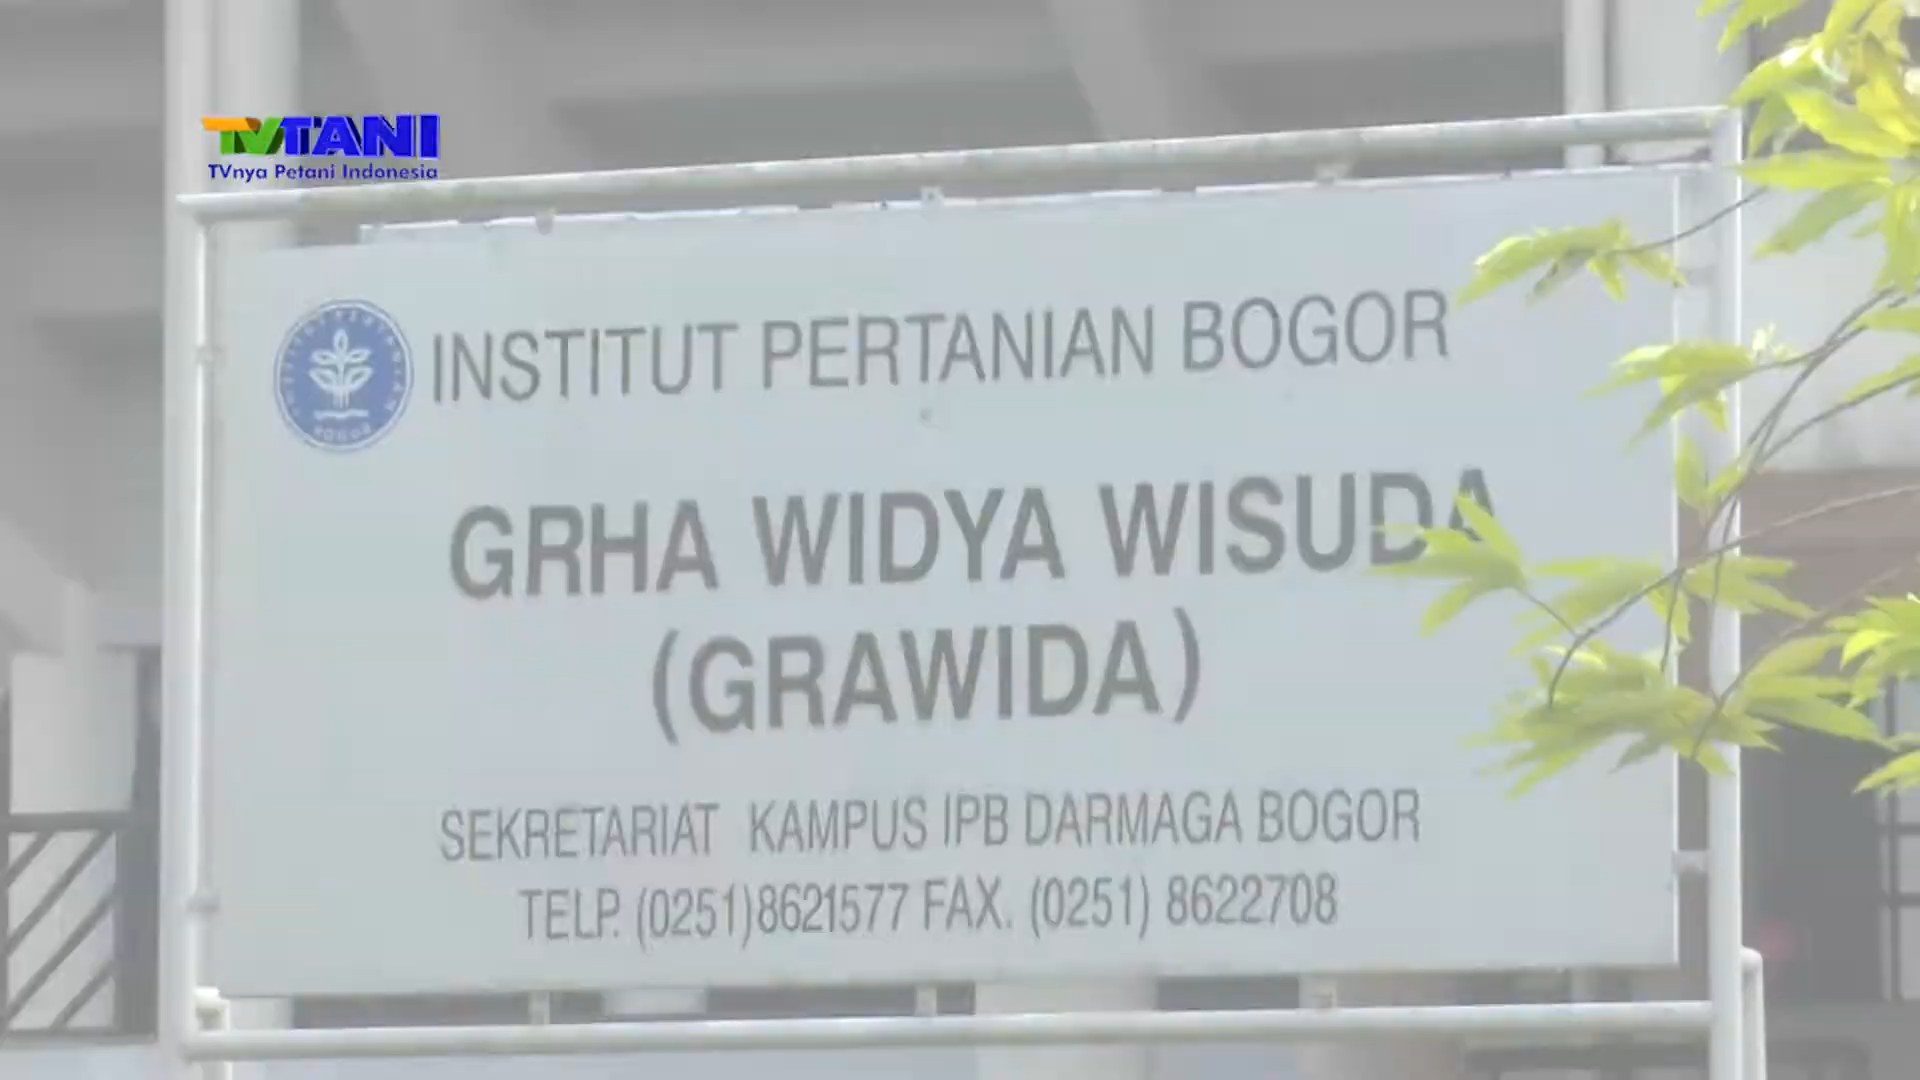 TVTANI
TVnya Petani Indonesia
INSTITUT PERTANIAN BOGOR
GRHA WIDYA WISUDA
(GRAWIDA)
SEKRETARIAT KAMPUS IPB DARMAGA BOGOR
TELP. (0251)8621577 FAX. (0251) 8622708